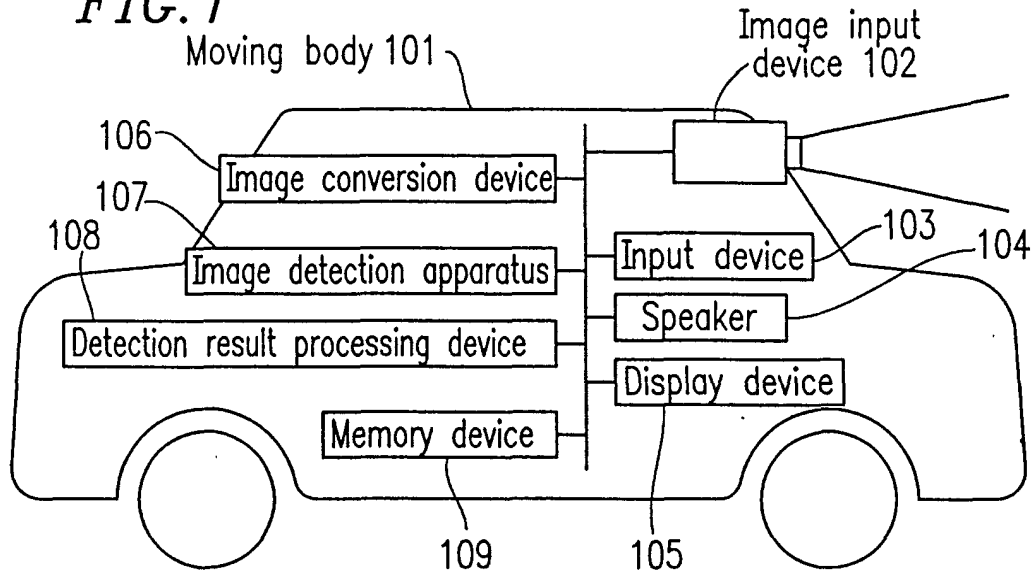 FIG. 1
Image input
device 102
Moving body 101
106
Image conversion device
107
103
108
104
Input device
Image detection apparatus
Speaker
Detection result processing device
Display device
Memory device
109
105